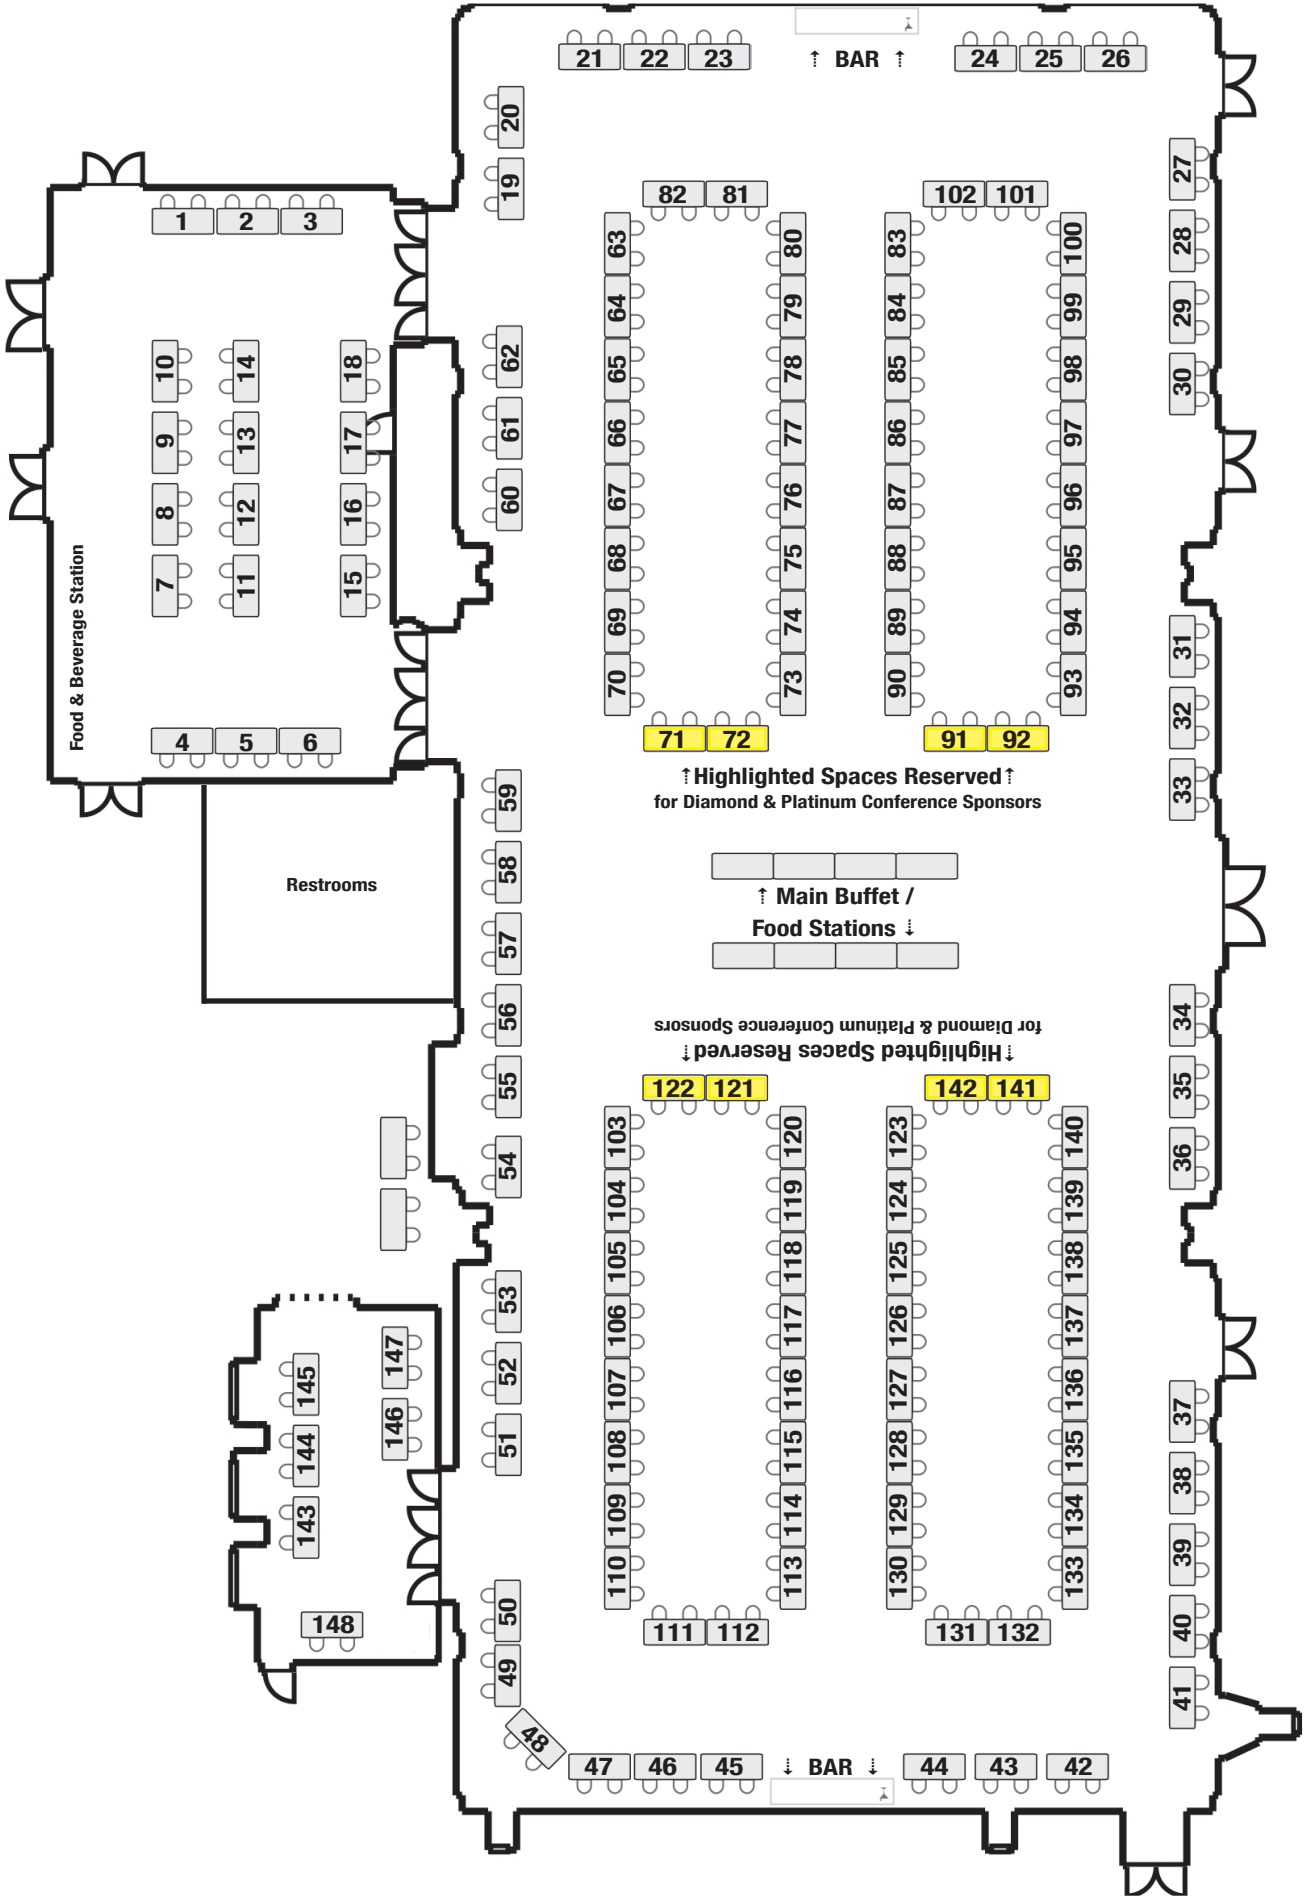 21 22 23
↑ BAR ↑
24 25 26
20
19
27
28
29
30
1 2 3
82 81
102 101
63 80 83 100
64 79 84 99
65 78 85 98
66 77 86 97
67 76 87 96
68 75 88 95
69 74 89 94
70 73 90 93
71 72
91 92
62
61
60
10 14 18
9 13 17
8 12 16
7 11 15
Food & Beverage Station
4 5 6
31
32
33
↑Highlighted Spaces Reserved↑
for Diamond & Platinum Conference Sponsors
59
58
57
56
55
54
Restrooms
↑ Main Buffet /
Food Stations ↓
34
35
36
for Diamond & Platinum Conference Sponsors
↑Highlighted Spaces Reserved↑
122 121
142 141
103 120 123 140
104 119 124 139
105 118 125 138
106 117 126 137
107 116 127 136
108 115 128 135
109 114 129 134
110 113 130 133
111 112
131 132
53
52
51
147
146
145
144
143
148
37
38
39
40
41
50
49
48
47 46 45
↓ BAR ↓
44 43 42